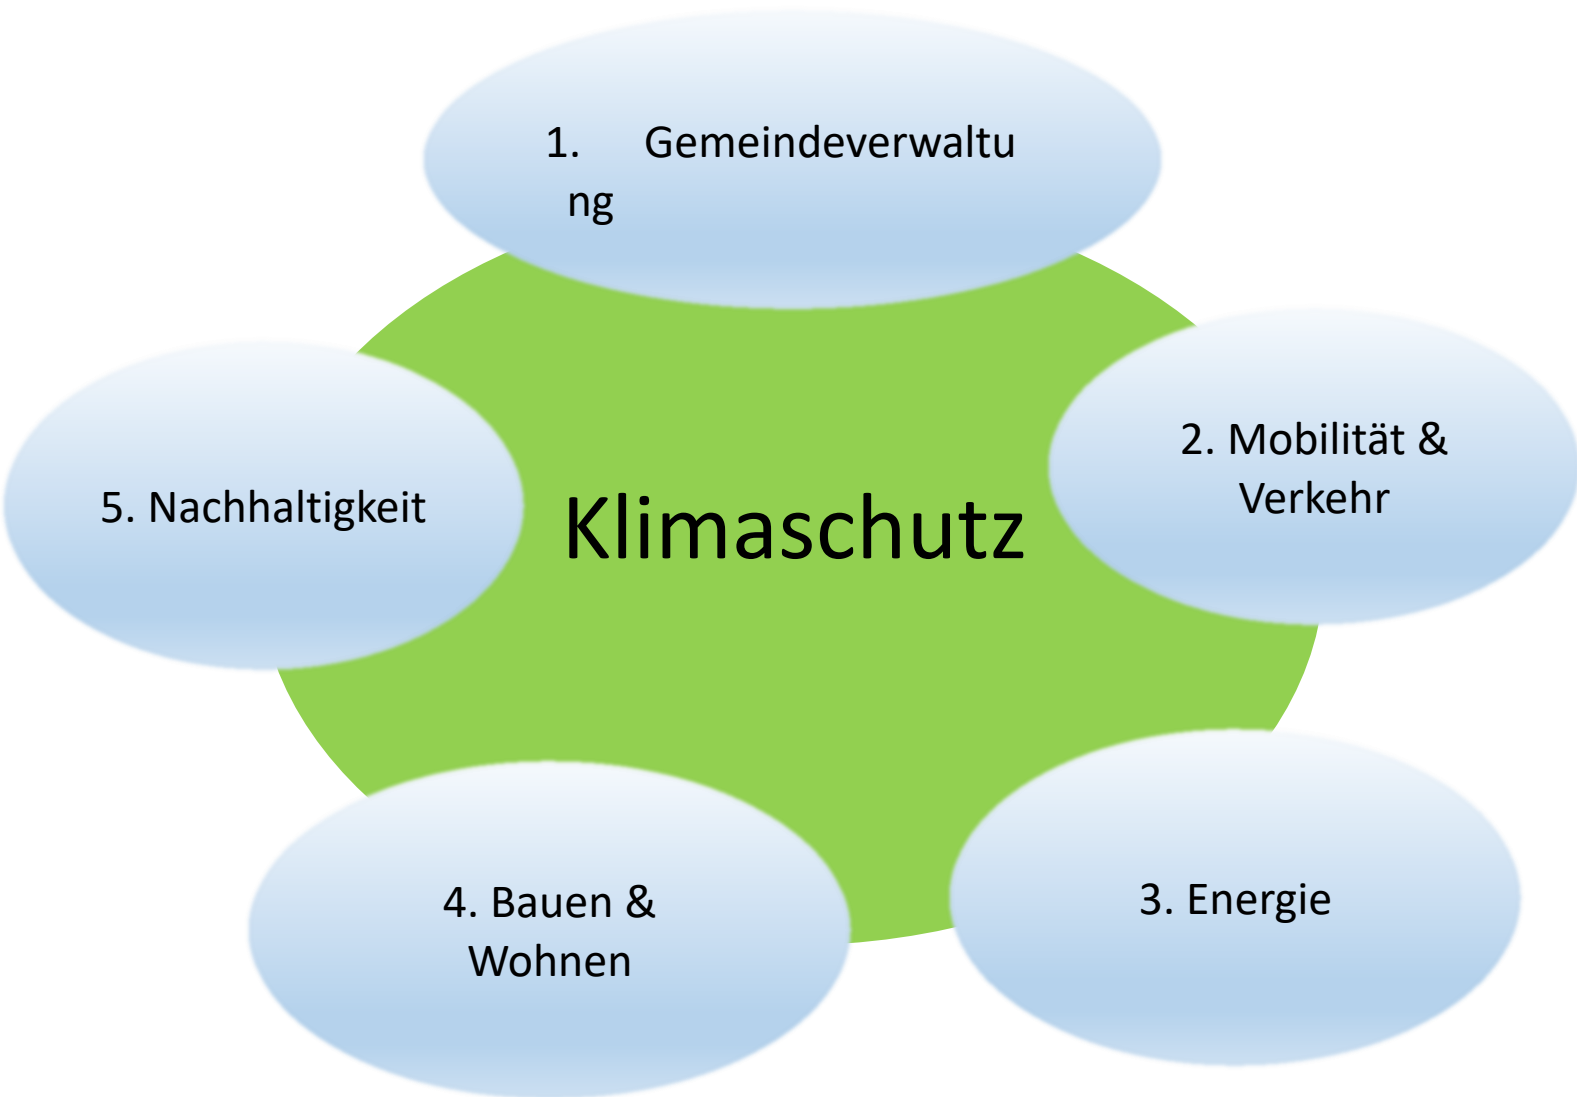 1. Gemeindeverwaltu
ng
2. Mobilität &
Verkehr
5. Nachhaltigkeit
Klimaschutz
4. Bauen &
Wohnen
3. Energie